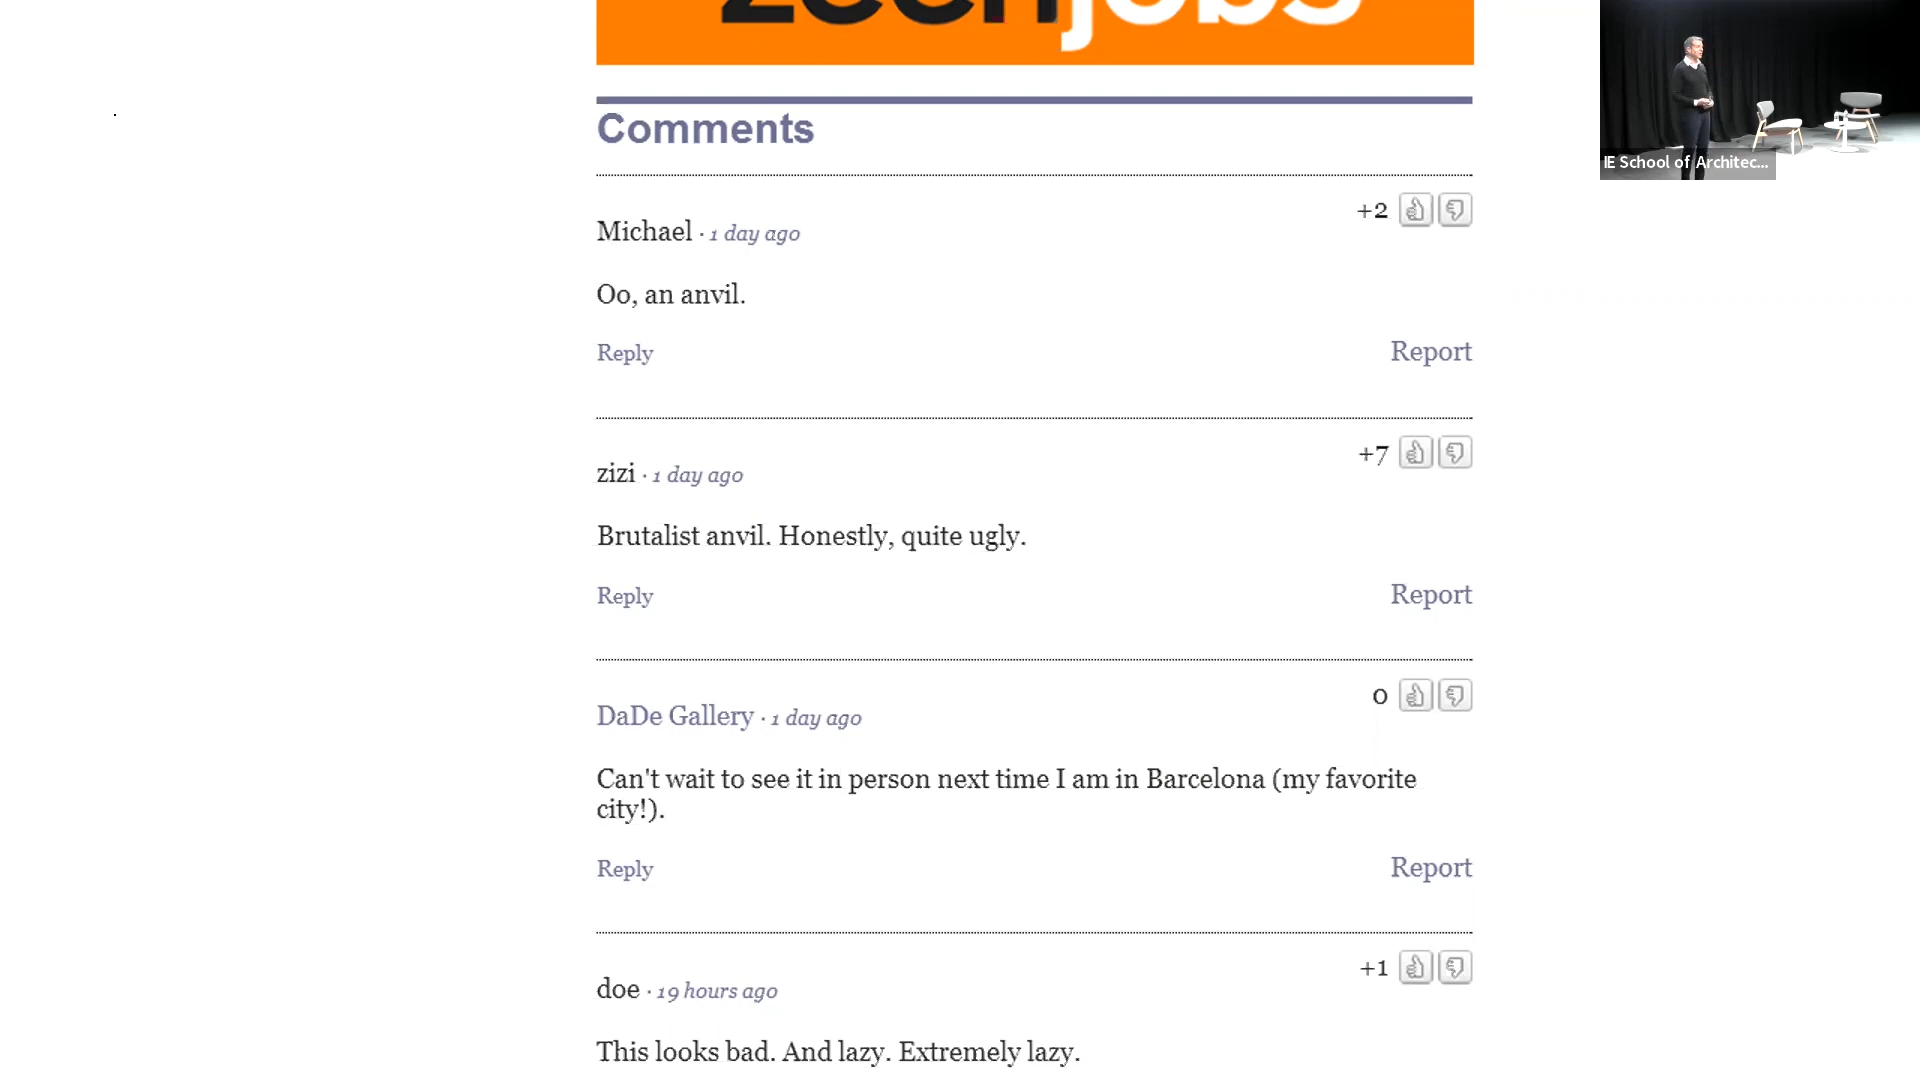 jobs
Comments
IE School of Architec...
+2
Michael · 1 day ago
Oo, an anvil.
Reply
Report
+7
zizi · 1 day ago
Brutalist anvil. Honestly, quite ugly.
Reply
Report
0
DaDe Gallery · 1 day ago
Can't wait to see it in person next time I am in Barcelona (my favorite
city!).
Reply
Report
+1
doe · 19 hours ago
This looks bad. And lazy. Extremely lazy.